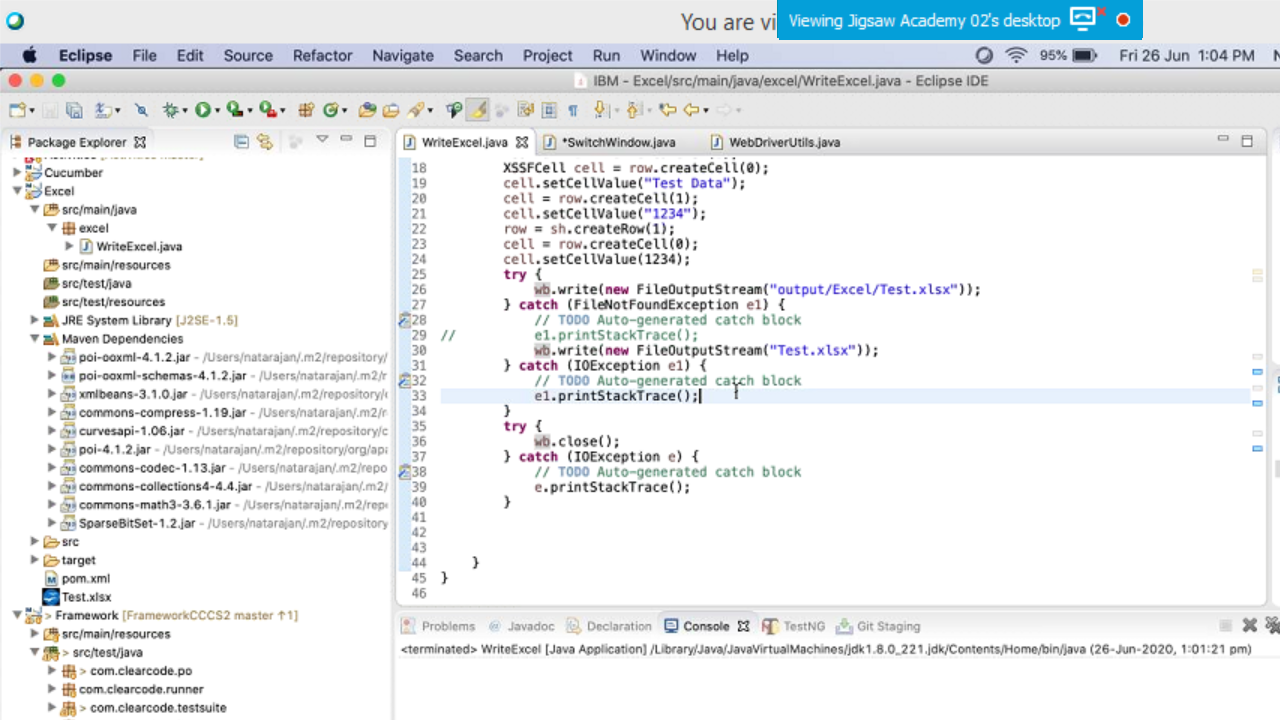 You are vi
Viewing Jigsaw Academy 02's desktop
Eclipse File Edit Source Refactor Navigate Search Project Run Window Help 95% Fri 26 Jun 1:04 PM
IBM - Excel/src/main/java/excel/WriteExcel.java - Eclipse IDE
Package Explorer
WriteExcel.java *SwitchWindow.java WebDriverUtils.java
Cucumber
Excel
src/main/java
excel
WriteExcel.java
src/main/resources
src/test/java
src/test/resources
JRE System Library [J2SE-1.5]
Maven Dependencies
poi-ooxml-4.1.2.jar - /Users/natarajan/.m2/repository/
poi-ooxml-schemas-4.1.2.jar - /Users/natarajan/.m2/r
xmlbeans-3.1.0.jar - /Users/natarajan/.m2/repository/
commons-compress-1.19.jar - /Users/natarajan/.m2/
curvesapi-1.06.jar - /Users/natarajan/.m2/repository/c
poi-4.1.2.jar - /Users/natarajan/.m2/repository/org/apa
commons-codec-1.13.jar - /Users/natarajan/.m2/repo
commons-collections4-4.4.jar - /Users/natarajan/.m2/
commons-math3-3.6.1.jar - /Users/natarajan/.m2/rep
SparseBitSet-1.2.jar - /Users/natarajan/.m2/repository
src
target
pom.xml
Test.xlsx
> Framework [FrameworkCCCS2 master ↑1]
src/main/resources
> src/test/java
> com.clearcode.po
com.clearcode.runner
> com.clearcode.testsuite
18 XSSFCell cell = row.createCell(0);
19 cell.setCellValue("Test Data");
20 cell = row.createCell(1);
21 cell.setCellValue("1234");
22 row = sh.createRow(1);
23 cell = row.createCell(0);
24 cell.setCellValue(1234);
25 try {
26 wb.write(new FileOutputStream("output/Excel/Test.xlsx"));
27 } catch (FileNotFoundException e1) {
28 // TODO Auto-generated catch block
29 // e1.printStackTrace();
30 wb.write(new FileOutputStream("Test.xlsx"));
31 } catch (IOException e1) {
32 // TODO Auto-generated catch block
33 e1.printStackTrace();
34 }
35 try {
36 wb.close();
37 } catch (IOException e) {
38 // TODO Auto-generated catch block
39 e.printStackTrace();
40 }
41
42
43
44 }
45 }
46
Problems Javadoc Declaration Console TestNG Git Staging
<terminated> WriteExcel [Java Application] /Library/Java/JavaVirtualMachines/jdk1.8.0_221.jdk/Contents/Home/bin/java (26-Jun-2020, 1:01:21 pm)